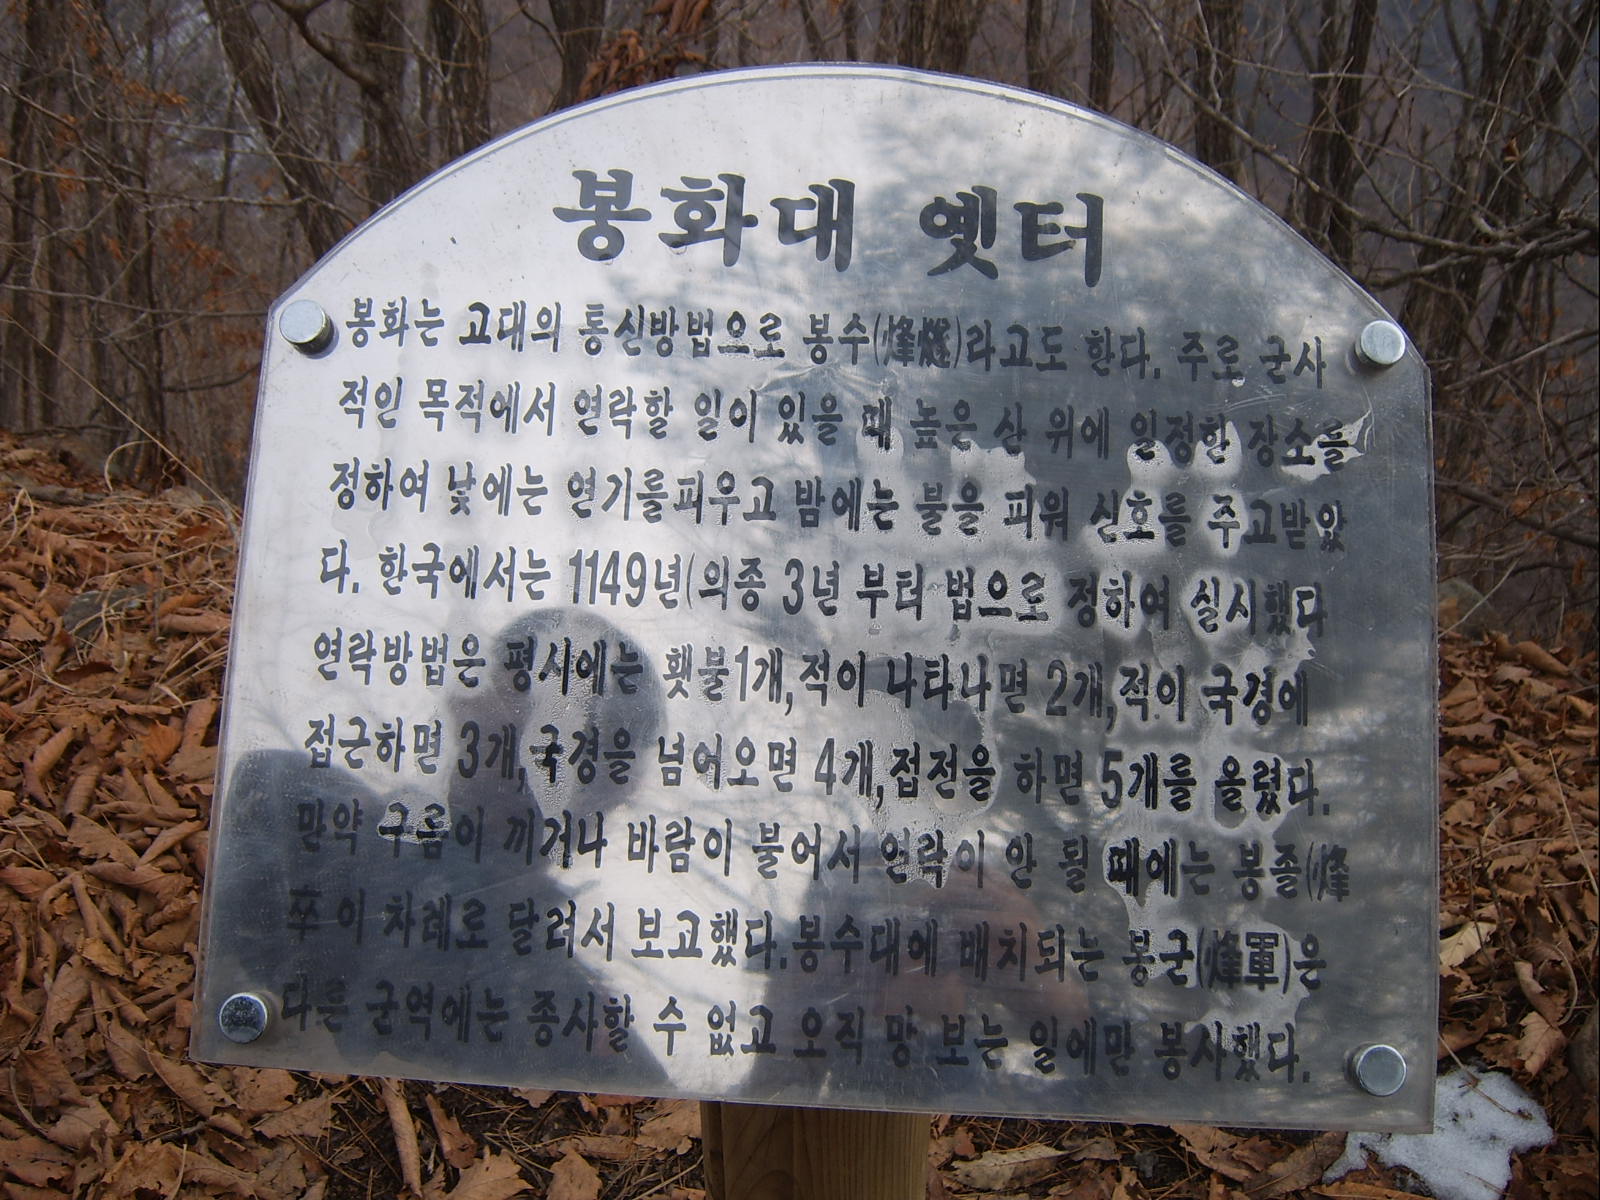 봉화대 옛터
봉화는 고대의 통신방법으로 봉수(烽燧)라고도 한다. 주로 군사
적인 목적에서 연락할 일이 있을 때 높은 산 위에 일정한 장소를
정하여 낮에는 연기를피우고 밤에는 불을 피워 신호를 주고받았
다. 한국에서는 1149년(의종 3년 부터 법으로 정하여 실시했다
연락방법은 평시에는 횃불1개,적이 나타나면 2개,적이 국경에
접근하면 3개,국경을 넘어오면 4개,접전을 하면 5개를 올렸다.
만약 구름이 끼거나 바람이 불어서 연락이 안 될 때에는 봉졸(烽
卒 이 차례로 달려서 보고했다.봉수대에 배치되는 봉군(烽軍)은
다른 군역에는 종사할 수 없고 오직 망 보는 일에만 봉사했다.